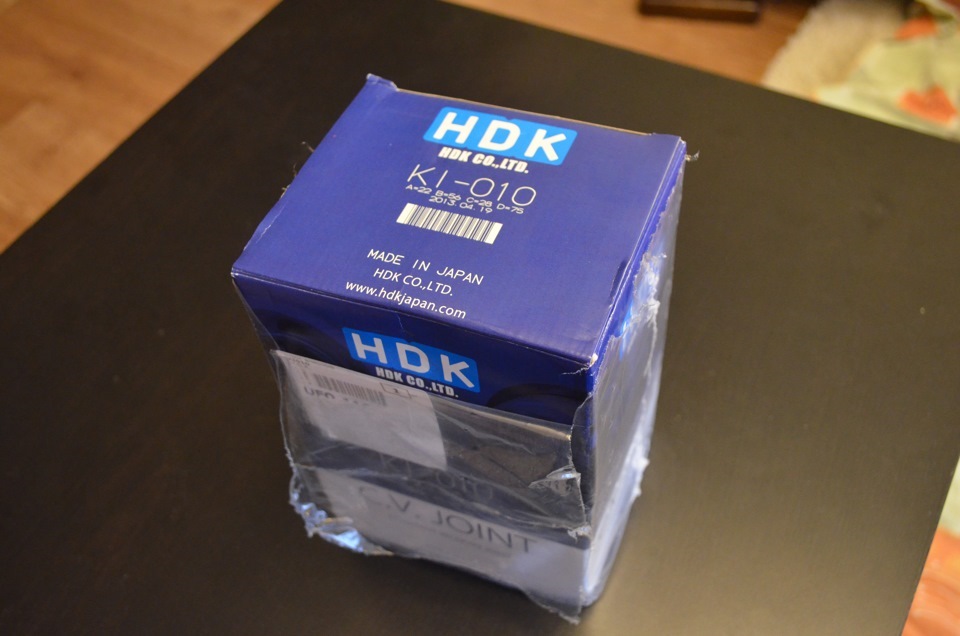 HDK
HDK CO.,LTD.
KI-010
A=22 B=56 C=28 D=75
2013.04.19
MADE IN JAPAN
HDK CO.,LTD.
www.hdkjapan.com
HDK
HDK CO.,LTD.
C.V. JOINT